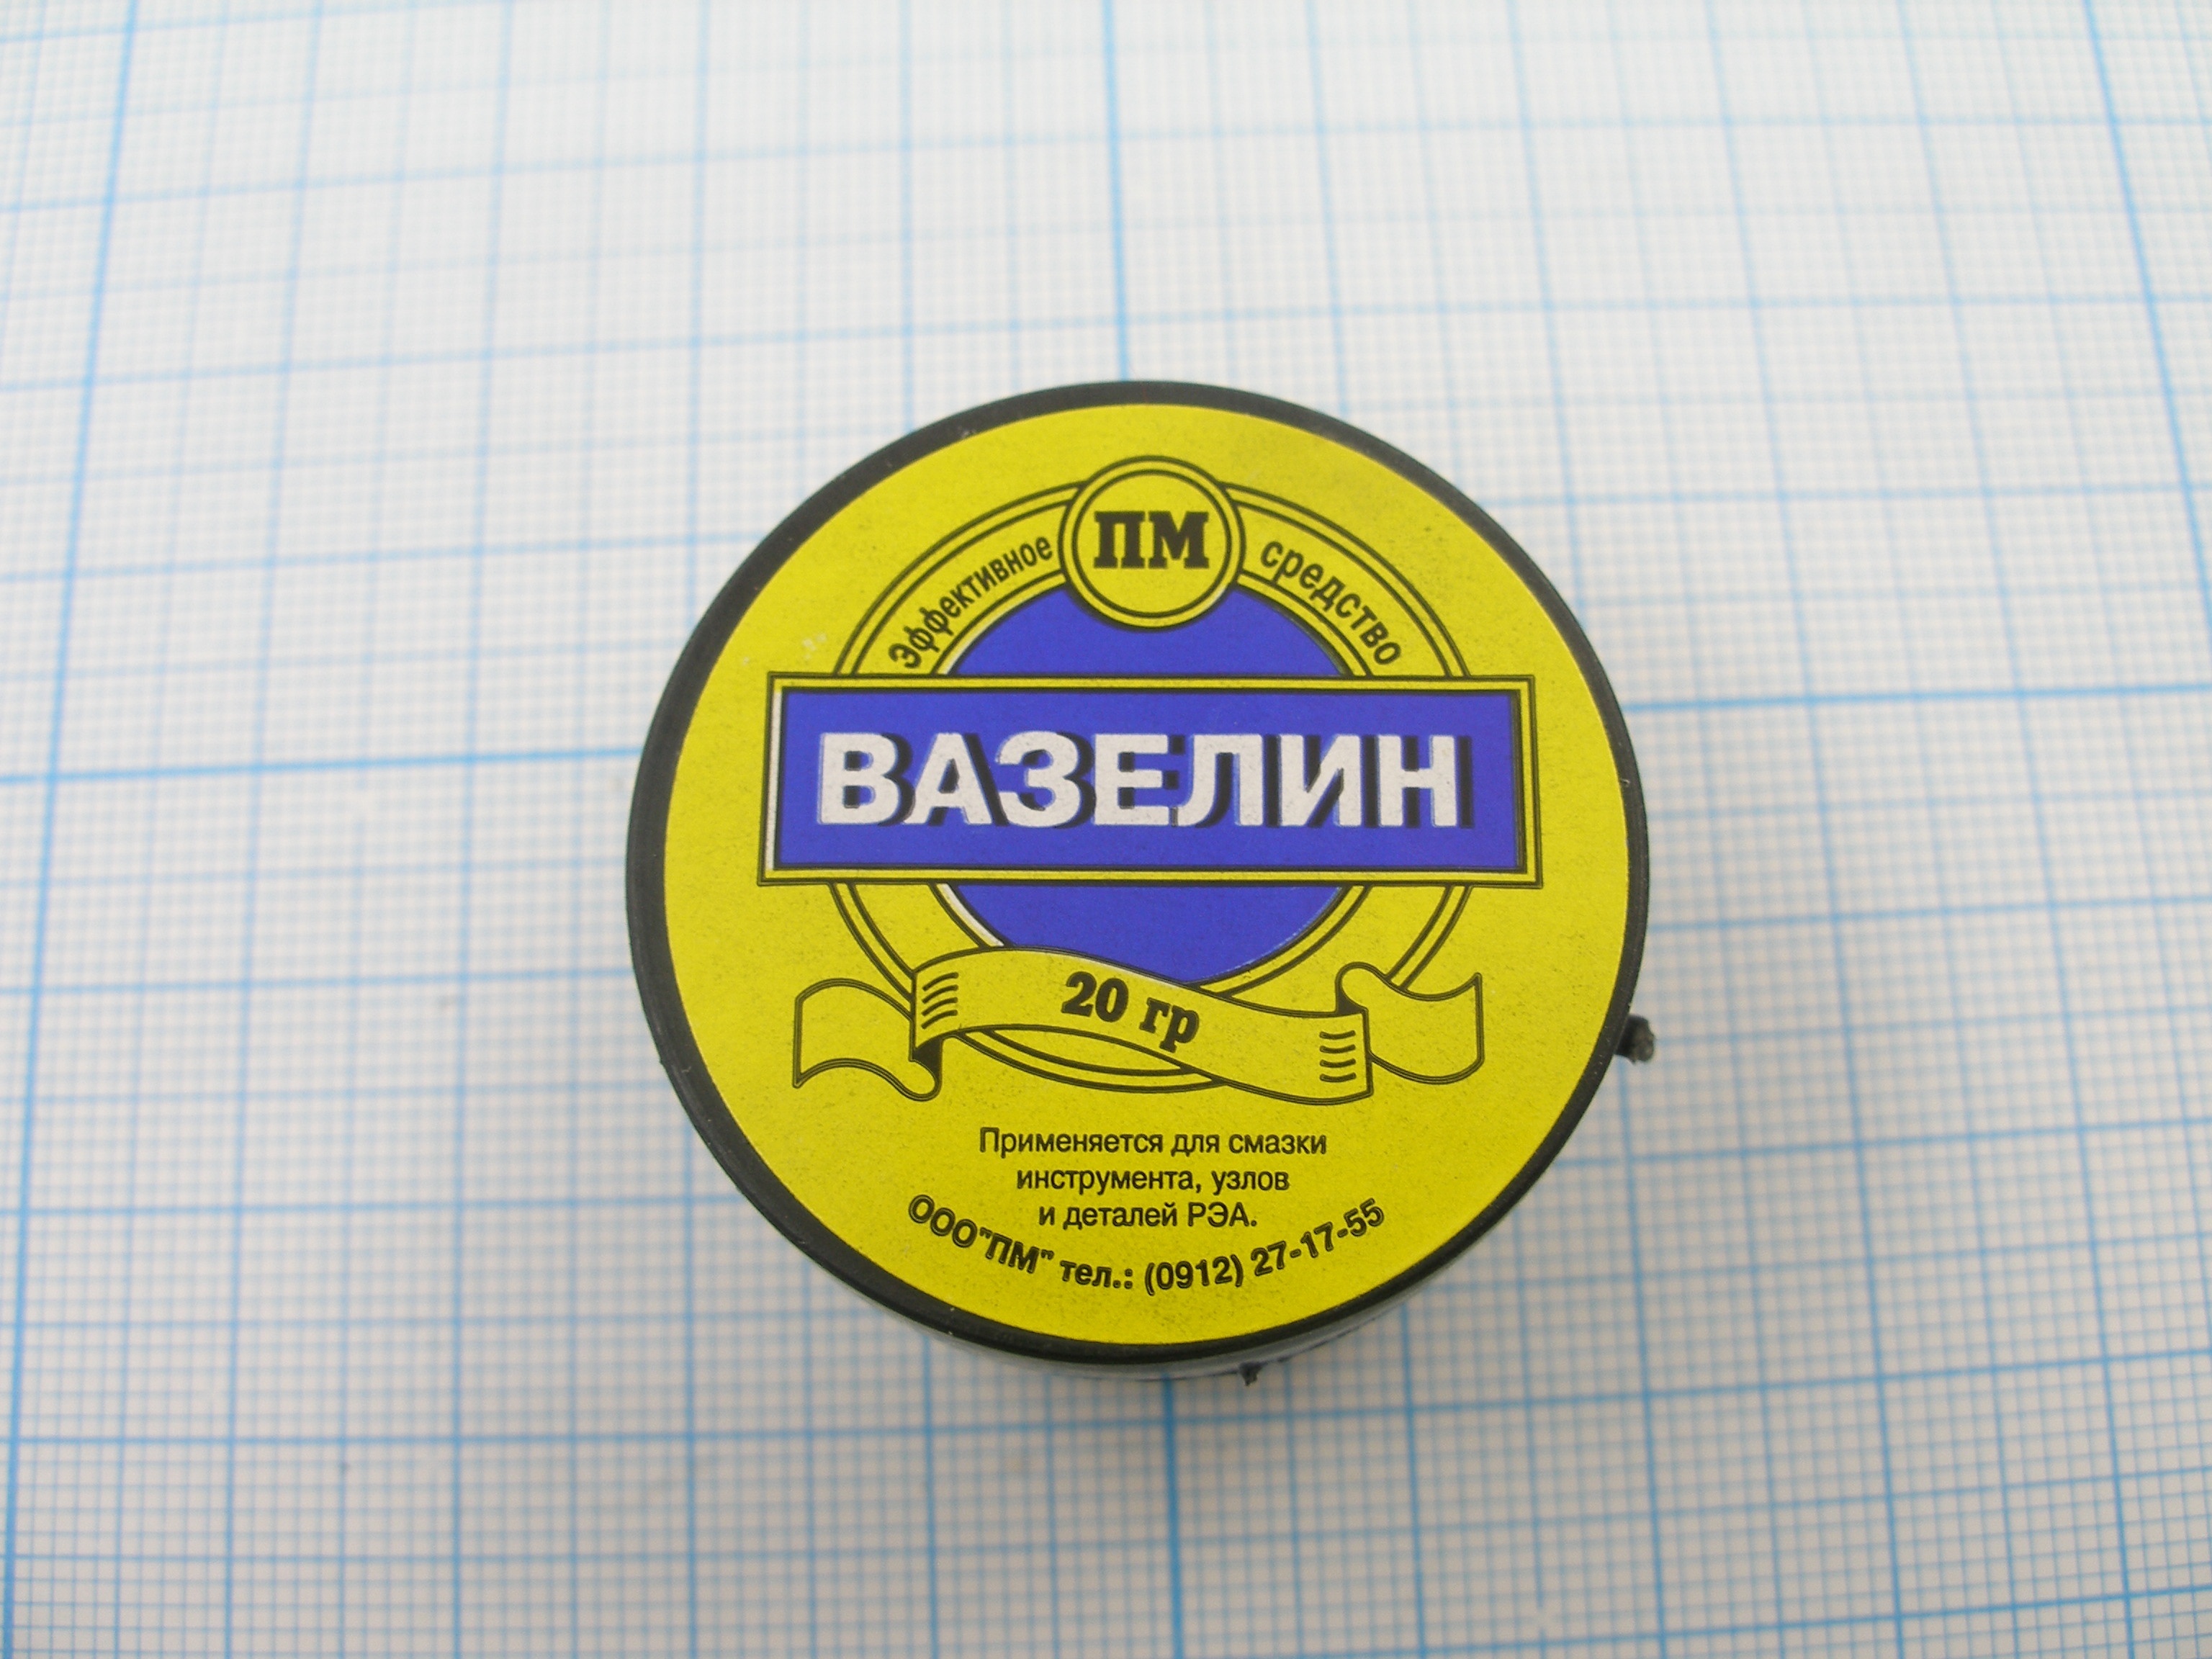 ПМ
Эффективное средство
ВАЗЕЛИН
20 гр
Применяется для смазки
инструмента, узлов
и деталей РЭА.
ООО"ПМ" тел.: (0912) 27-17-55